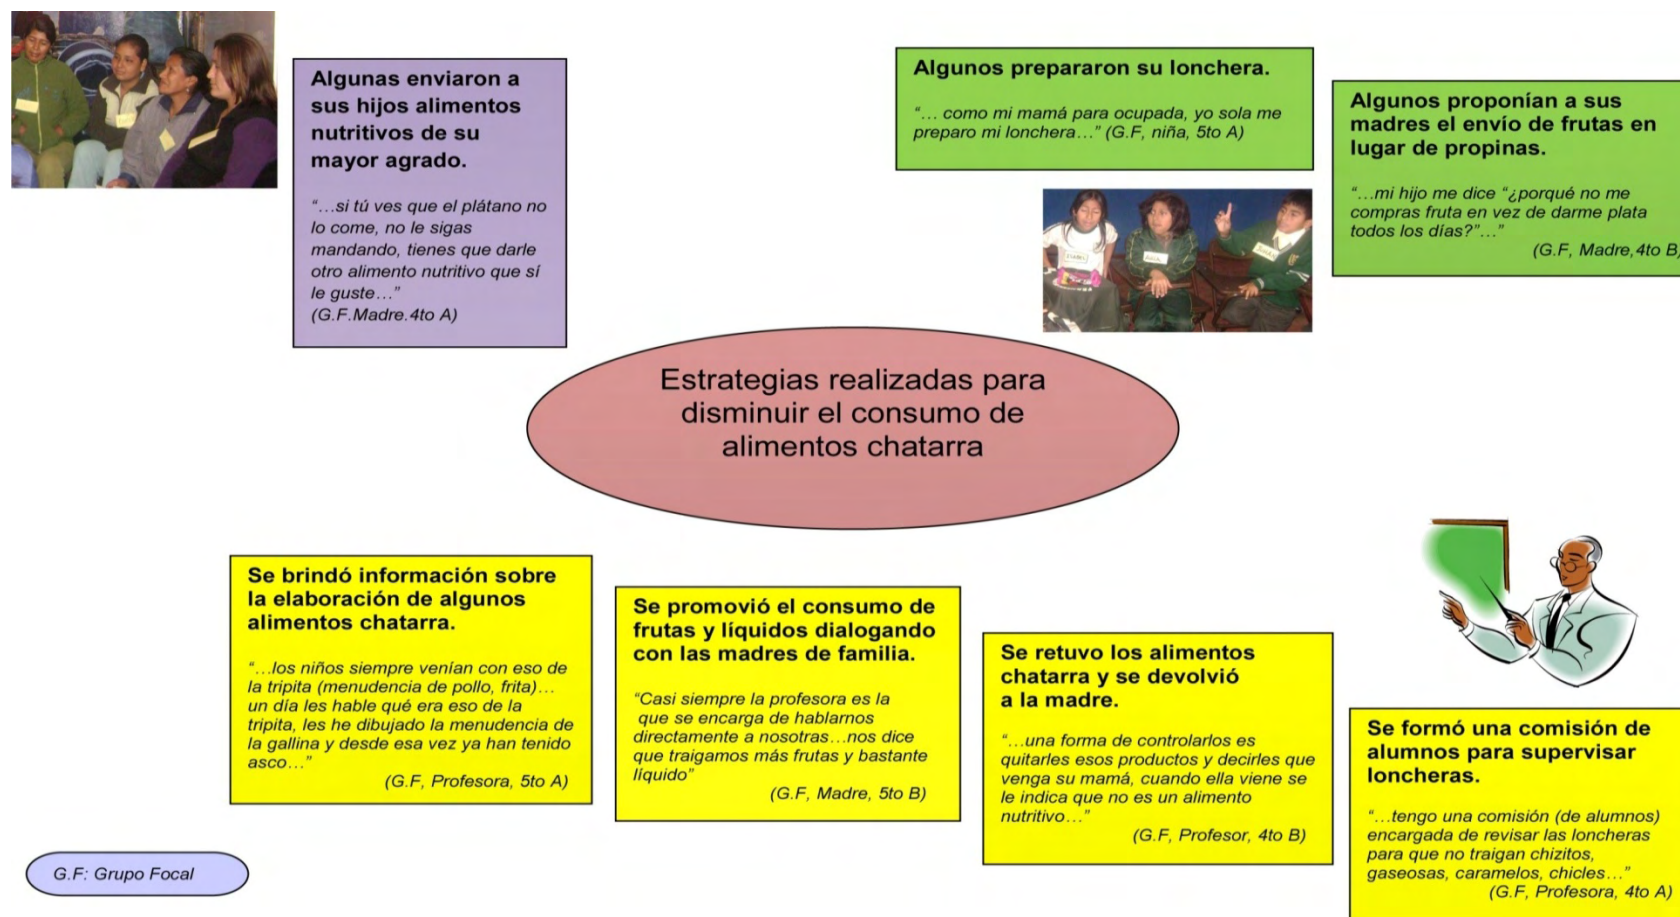 Algunas enviaron a
sus hijos alimentos
nutritivos de su
mayor agrado.
“…si tú ves que el plátano no
lo come, no le sigas
mandando, tienes que darle
otro alimento nutritivo que sí
le guste…”
(G.F.Madre.4to A)
Algunos prepararon su lonchera.
“… como mi mamá para ocupada, yo sola me
preparo mi lonchera…” (G.F, niña, 5to A)
Algunos proponían a sus
madres el envío de frutas en
lugar de propinas.
“…mi hijo me dice “¿porqué no me
compras fruta en vez de darme plata
todos los días?”…”
(G.F, Madre,4to B)
Estrategias realizadas para
disminuir el consumo de
alimentos chatarra
Se brindó información sobre
la elaboración de algunos
alimentos chatarra.
“…los niños siempre venían con eso de
la tripita (menudencia de pollo, frita)…
un día les hable qué era eso de la
tripita, les he dibujado la menudencia de
la gallina y desde esa vez ya han tenido
asco…”
(G.F, Profesora, 5to A)
Se promovió el consumo de
frutas y líquidos dialogando
con las madres de familia.
“Casi siempre la profesora es la
que se encarga de hablarnos
directamente a nosotras…nos dice
que traigamos más frutas y bastante
líquido”
(G.F, Madre, 5to B)
Se retuvo los alimentos
chatarra y se devolvió
a la madre.
“…una forma de controlarlos es
quitarles esos productos y decirles que
venga su mamá, cuando ella viene se
le indica que no es un alimento
nutritivo…”
(G.F, Profesor, 4to B)
Se formó una comisión de
alumnos para supervisar
loncheras.
“…tengo una comisión (de alumnos)
encargada de revisar las loncheras
para que no traigan chizitos,
gaseosas, caramelos, chicles…”
(G.F, Profesora, 4to A)
G.F: Grupo Focal